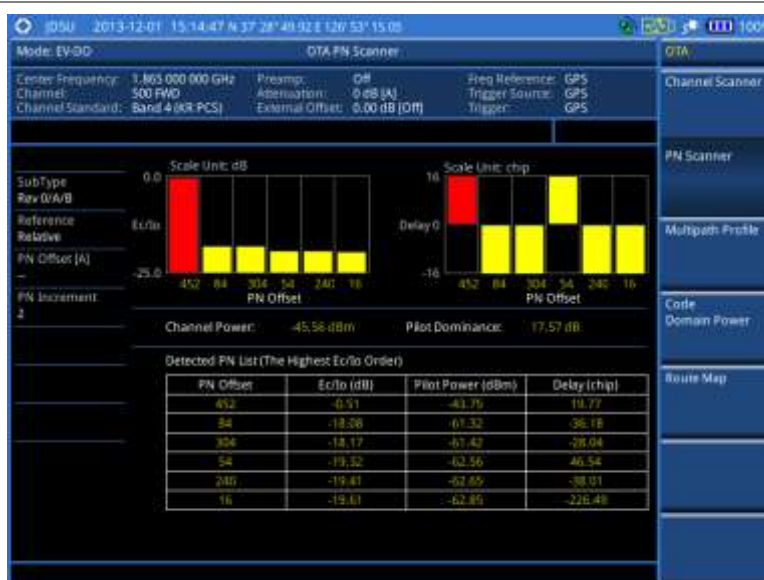 JDSU 2013-12-01 15:14:47 N 37° 28' 49.92 E 126° 53' 15.05 100%
Mode: EV-DO OTA PN Scanner OTA
Center Frequency: 1.865 000 000 GHz Preamp: Off Freq Reference: GPS
Channel: 500 FWD Attenuation: 0 dB [A] Trigger Source: GPS
Channel Standard: Band 4 (KR PCS) External Offset: 0.00 dB [Off] Trigger: GPS
Channel Scanner
PN Scanner
Multipath Profile
Code
Domain Power
Route Map
SubType
Rev 0/A/B
Reference
Relative
PN Offset [A]
--
PN Increment
2
Scale Unit: dB
0.0
Ec/Io
-25.0
452 84 304 54 240 16
PN Offset
Scale Unit: chip
16
Delay 0
-16
452 84 304 54 240 16
PN Offset
Channel Power: -45.56 dBm Pilot Dominance: 17.57 dB
Detected PN List (The Highest Ec/Io Order)
PN Offset Ec/Io (dB) Pilot Power (dBm) Delay (chip)
452 -0.51 -43.75 19.77
84 -18.08 -61.32 -36.18
304 -18.17 -61.42 -28.04
54 -19.32 -62.56 46.54
240 -19.41 -62.65 -38.01
16 -19.61 -62.85 -226.49